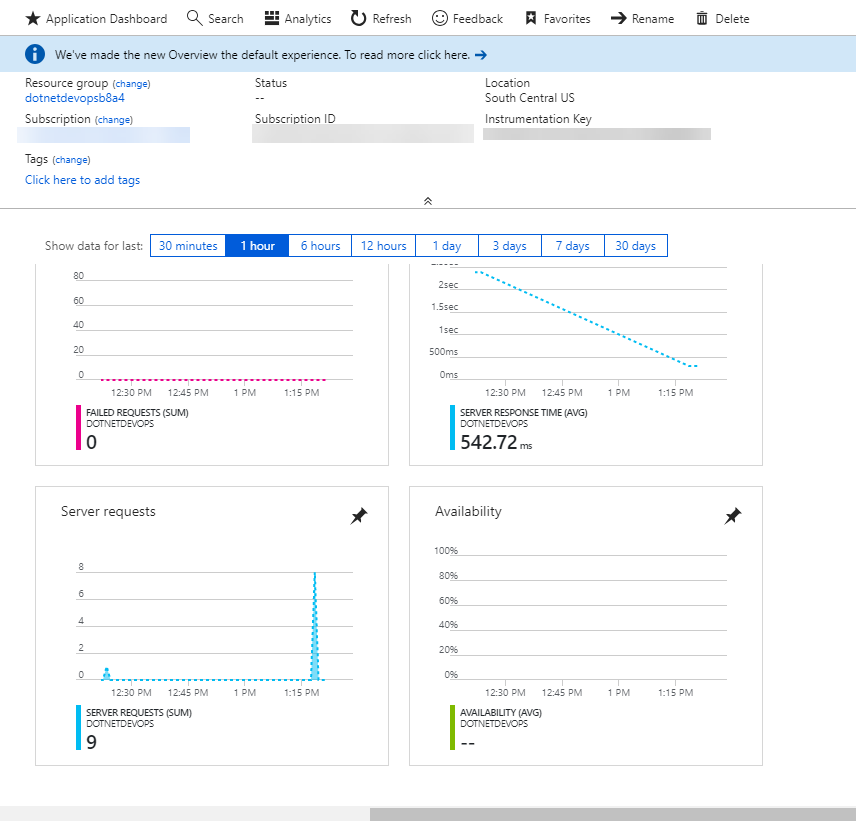 Application Dashboard Search Analytics Refresh Feedback Favorites Rename Delete
We've made the new Overview the default experience. To read more click here.
Resource group (change) Status Location
dotnetdevopsb8a4 -- South Central US
Subscription (change) Subscription ID Instrumentation Key
Tags (change)
Click here to add tags
Show data for last: 30 minutes 1 hour 6 hours 12 hours 1 day 3 days 7 days 30 days
80
60
40
20
0
12:30 PM 12:45 PM 1 PM 1:15 PM
FAILED REQUESTS (SUM)
DOTNETDEVOPS
0
2sec
1.5sec
1sec
500ms
0ms
12:30 PM 12:45 PM 1 PM 1:15 PM
SERVER RESPONSE TIME (AVG)
DOTNETDEVOPS
542.72 ms
Server requests
8
6
4
2
0
12:30 PM 12:45 PM 1 PM 1:15 PM
SERVER REQUESTS (SUM)
DOTNETDEVOPS
9
Availability
100%
80%
60%
40%
20%
0%
12:30 PM 12:45 PM 1 PM 1:15 PM
AVAILABILITY (AVG)
DOTNETDEVOPS
--